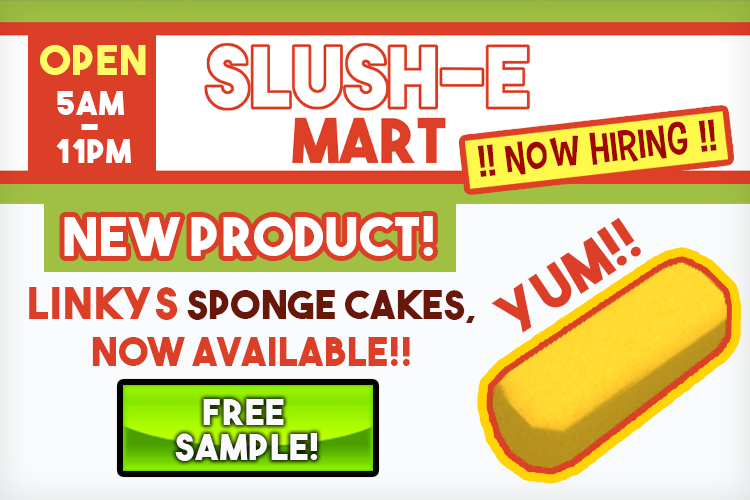 OPEN
5AM
-
11PM
SLUSH-E
MART
!! NOW HIRING !!
NEW PRODUCT!
LINKYS SPONGE CAKES,
NOW AVAILABLE!!
YUM!!
FREE
SAMPLE!